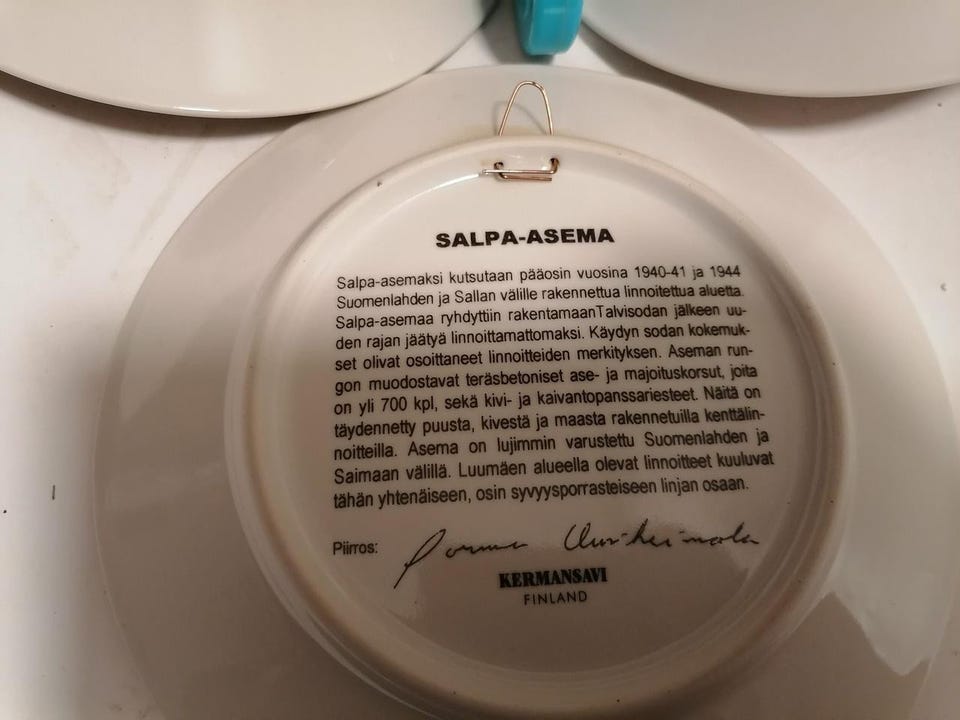 SALPA-ASEMA
Salpa-asemaksi kutsutaan pääosin vuosina 1940-41 ja 1944
Suomenlahden ja Sallan välille rakennettua linnoitettua aluetta.
Salpa-asemaa ryhdyttiin rakentamaanTalvisodan jälkeen uu-
den rajan jäätyä linnoittamattomaksi. Käydyn sodan kokemuk-
set olivat osoittaneet linnoitteiden merkityksen. Aseman run-
gon muodostavat teräsbetoniset ase- ja majoituskorsut, joita
on yli 700 kpl, sekä kivi- ja kaivantopanssariesteet. Näitä on
täydennetty puusta, kivestä ja maasta rakennetuilla kenttälin-
noitteilla. Asema on lujimmin varustettu Suomenlahden ja
Saimaan välillä. Luumäen alueella olevat linnoitteet kuuluvat
tähän yhtenäiseen, osin syvyysporrasteiseen linjan osaan.
Piirros:
KERMANSAVI
FINLAND